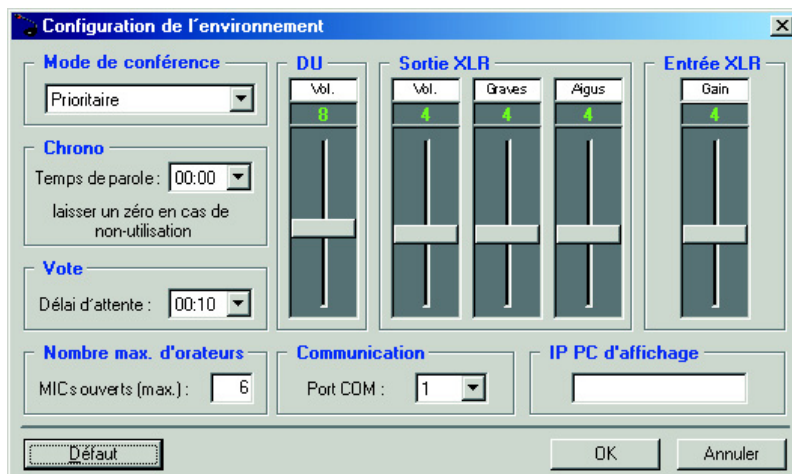 Configuration de l'environnement
Mode de conférence
Prioritaire
Chrono
Temps de parole : 00:00
laisser un zéro en cas de
non-utilisation
Vote
Délai d'attente : 00:10
DU
Vol.
8
Sortie XLR
Vol. Graves Aigus
4 4 4
Entrée XLR
Gain
4
Nombre max. d'orateurs
MICs ouverts (max.) : 6
Communication
Port COM : 1
IP PC d'affichage
Défaut
OK
Annuler